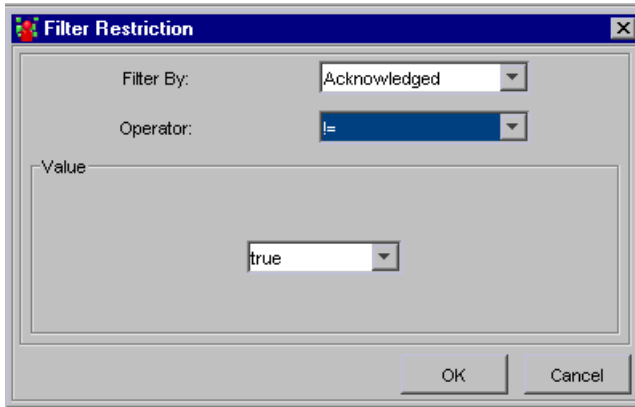 Filter Restriction
Filter By: Acknowledged
Operator: !=
Value
true
OK Cancel